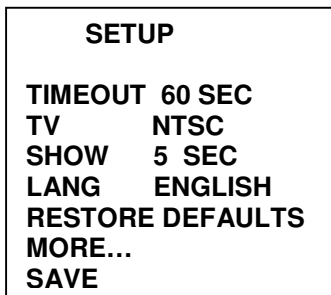 SETUP
TIMEOUT 60 SEC
TV NTSC
SHOW 5 SEC
LANG ENGLISH
RESTORE DEFAULTS
MORE…
SAVE